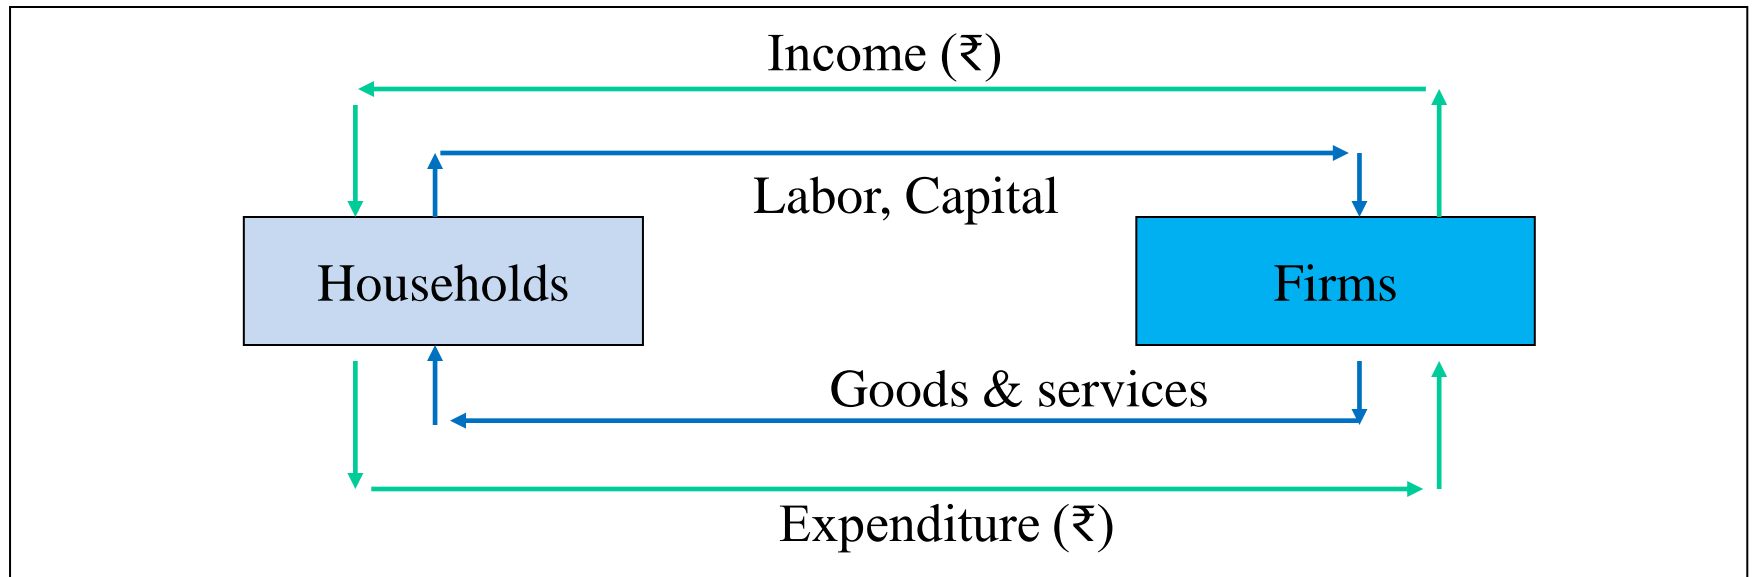 Income (₹)
Labor, Capital
Households
Firms
Goods & services
Expenditure (₹)